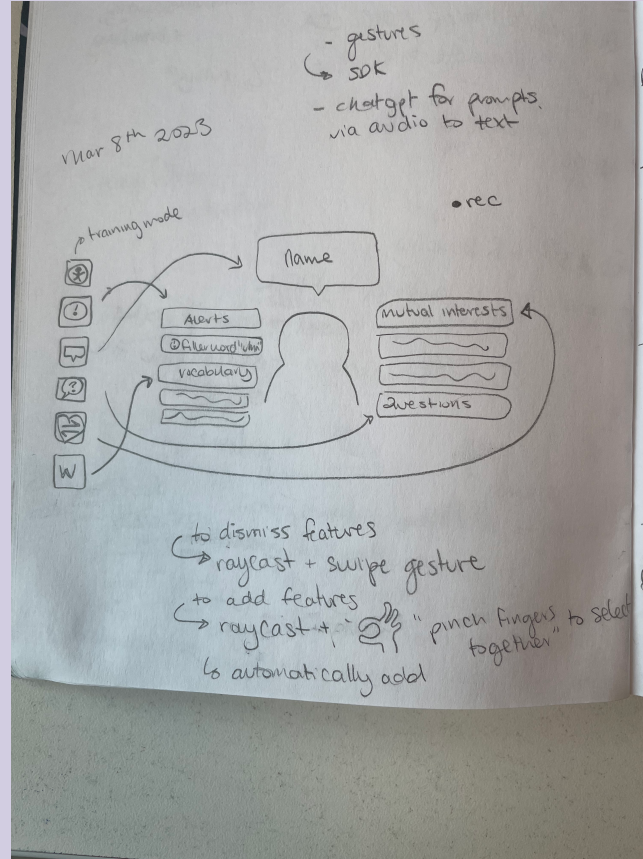 - gestures
↳ SDK
- chatgpt for prompts.
via audio to text
Mar 8th 2023
• rec
training mode
Name
!
Alerts
mutual interests
filler word
?
vocabulary
Questions
W
to dismiss features
↳ raycast + swipe gesture
to add features
↳ raycast + "pinch fingers together" to select
↳ automatically add